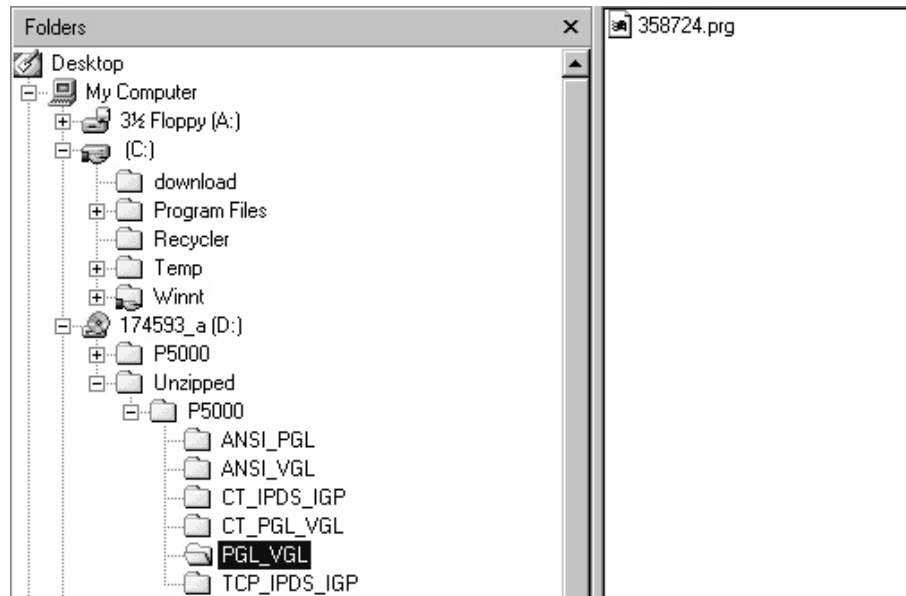 Folders
358724.prg
Desktop
My Computer
3½ Floppy (A:)
(C:)
download
Program Files
Recycler
Temp
Winnt
174593_a (D:)
P5000
Unzipped
P5000
ANSI_PGL
ANSI_VGL
CT_IPDS_IGP
CT_PGL_VGL
PGL_VGL
TCP_IPDS_IGP